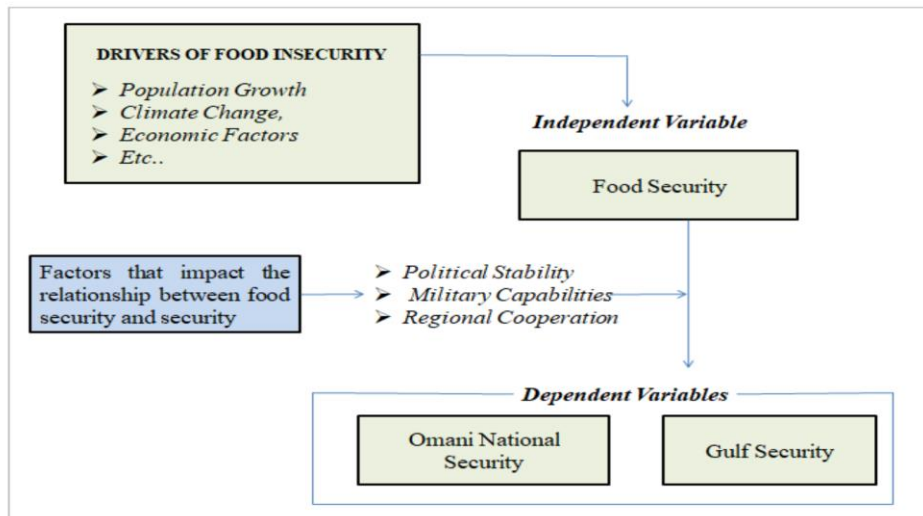 DRIVERS OF FOOD INSECURITY
➢ Population Growth
➢ Climate Change,
➢ Economic Factors
➢ Etc..
Independent Variable
Food Security
Factors that impact the
relationship between food
security and security
➢ Political Stability
➢ Military Capabilities
➢ Regional Cooperation
Dependent Variables
Omani National
Security
Gulf Security